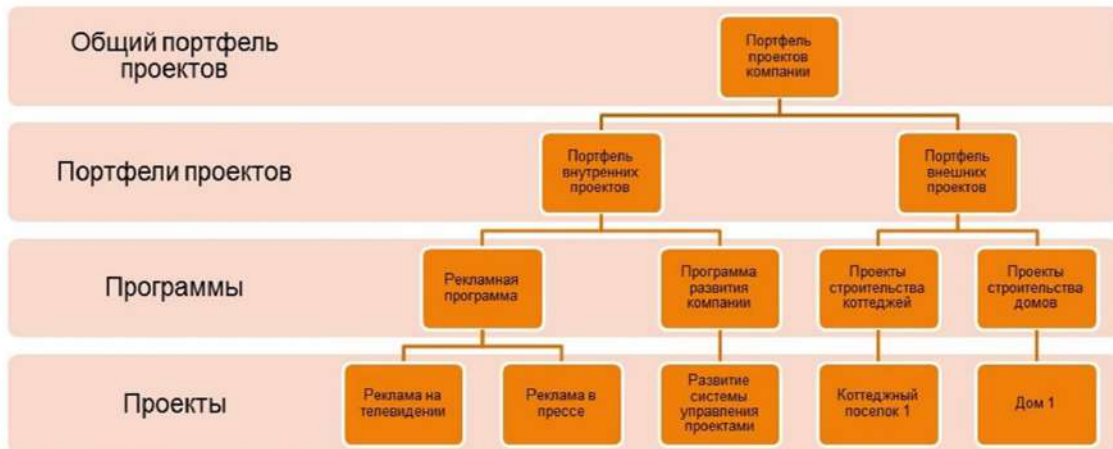 Общий портфель
проектов
Портфель
проектов
компании
Портфели проектов
Портфель
внутренних
проектов
Портфель
внешних
проектов
Программы
Рекламная
программа
Программа
развития
компании
Проекты
строительства
коттеджей
Проекты
строительства
домов
Проекты
Реклама на
телевидении
Реклама в
прессе
Развитие
системы
управления
проектами
Коттеджный
поселок 1
Дом 1